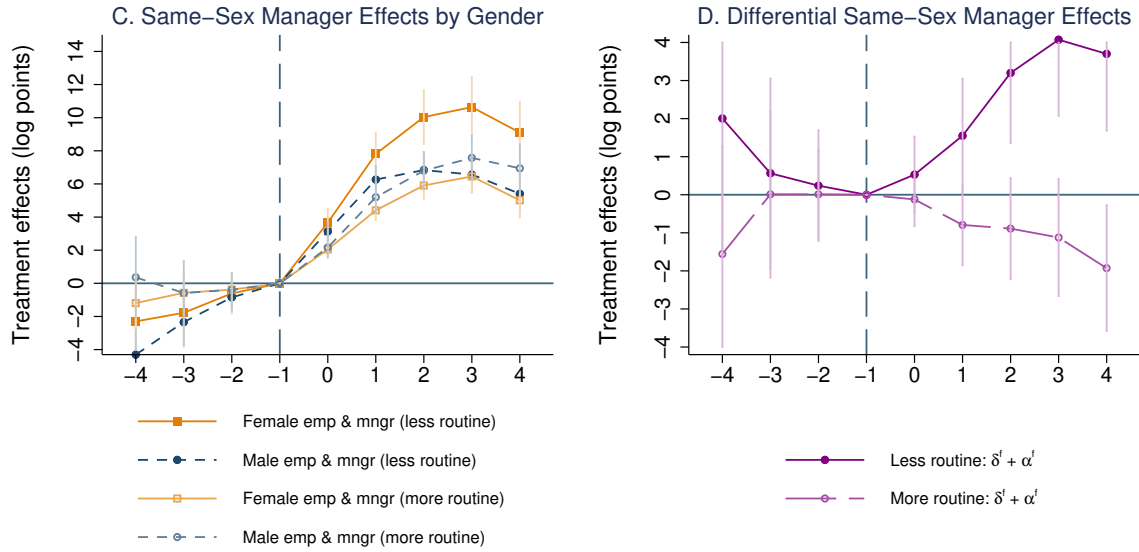 C. Same−Sex Manager Effects by Gender
Treatment effects (log points)
14
12
10
8
6
4
2
0
−2
−4
−4 −3 −2 −1 0 1 2 3 4
Female emp & mngr (less routine)
Male emp & mngr (less routine)
Female emp & mngr (more routine)
Male emp & mngr (more routine)
D. Differential Same−Sex Manager Effects
Treatment effects (log points)
4
3
2
1
0
−1
−2
−3
−4
−4 −3 −2 −1 0 1 2 3 4
Less routine: δᶠ + αᶠ
More routine: δᶠ + αᶠ